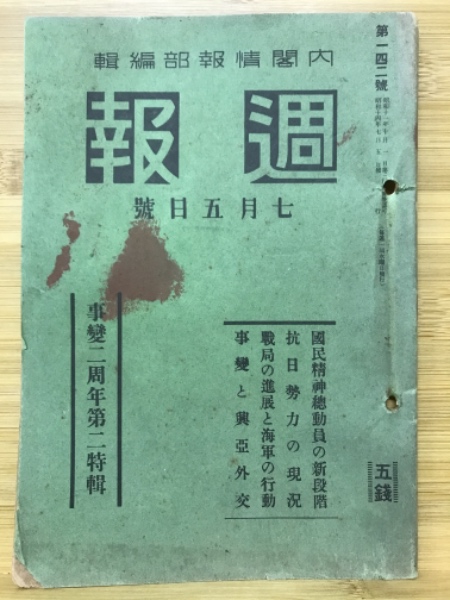 內閣情報部編輯
週報
七月五日號
第一四二號
國民精神總動員の新段階
抗日勢力の現況
戰局の進展と海軍の行動
事變と興亞外交
事變二周年第二特輯
五錢